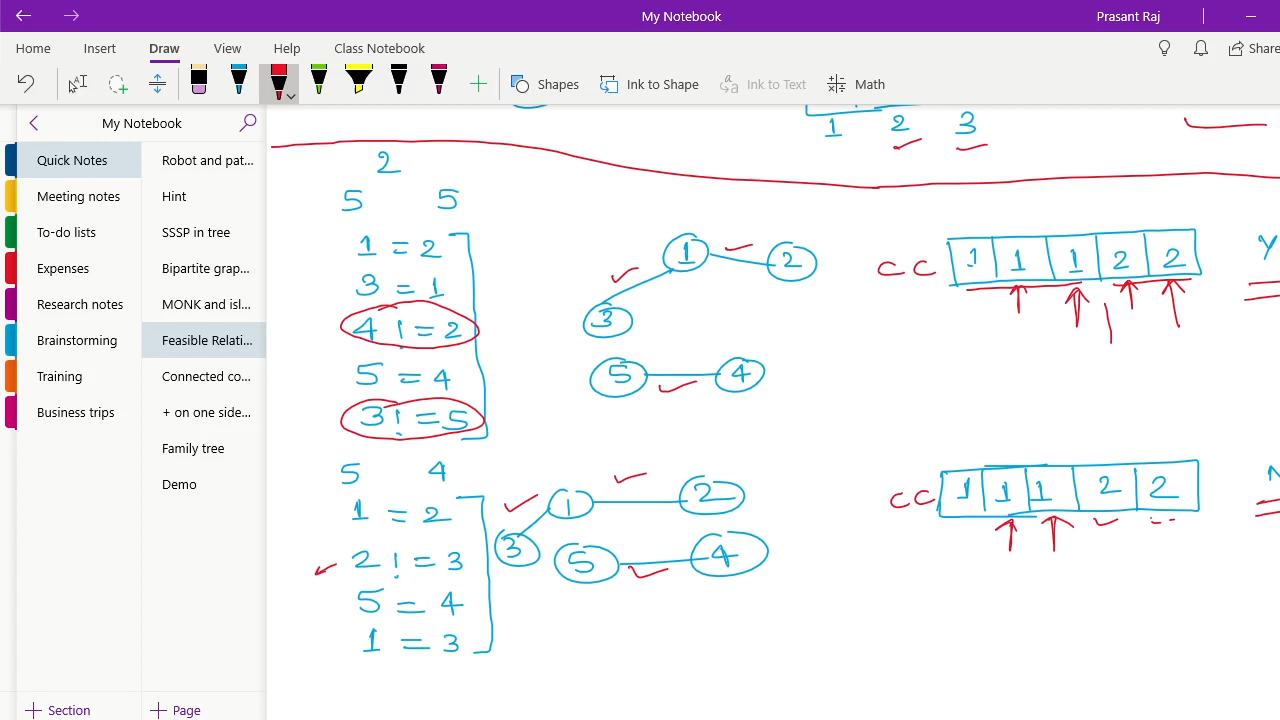 My Notebook
Prasant Raj
Home Insert Draw View Help Class Notebook
Share
Shapes Ink to Shape Ink to Text Math
My Notebook
Quick Notes
Meeting notes
To-do lists
Expenses
Research notes
Brainstorming
Training
Business trips
Section
Robot and pat...
Hint
SSSP in tree
Bipartite grap...
MONK and isl...
Feasible Relati...
Connected co...
+ on one side...
Family tree
Demo
Page
1 2 3
2
5 5
1 = 2
3 = 1
4 != 2
5 = 4
3 != 5
1 2
3
5 4
CC 1 1 1 2 2
Y
5 4
1 = 2
2 != 3
5 = 4
1 = 3
1 2
3
5 4
CC 1 1 1 2 2